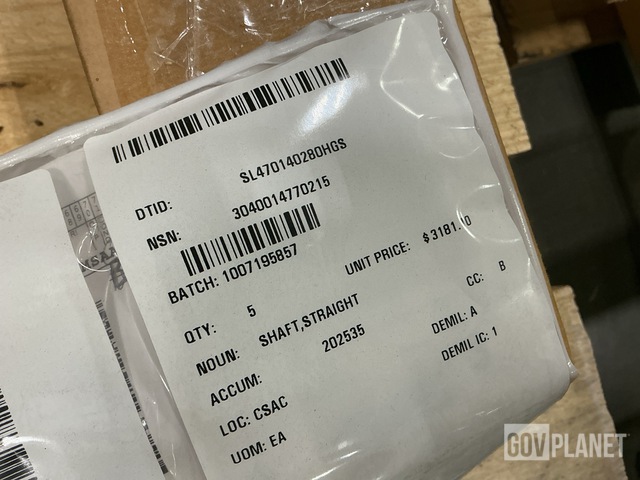 DTID: SL470140280HGS
NSN: 3040014770215
BATCH: 1007195857
QTY: 5 UNIT PRICE: $3181.
NOUN: SHAFT,STRAIGHT CC: B
ACCUM: 202535 DEMIL: A
LOC: CSAC DEMIL IC: 1
UOM: EA
GOVPLANET